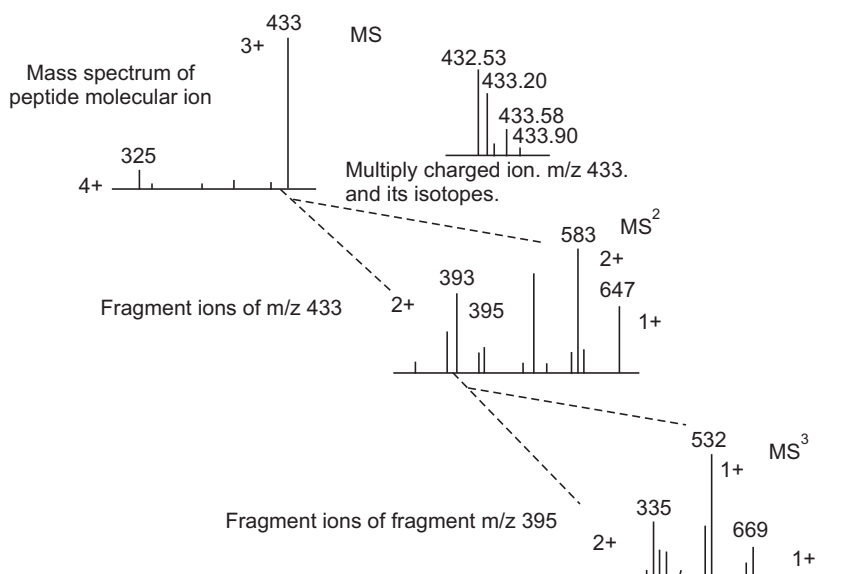 433
3+
MS
Mass spectrum of
peptide molecular ion
432.53
433.20
433.58
433.90
325
4+
Multiply charged ion. m/z 433.
and its isotopes.
MS2
583
2+
393
395
647
1+
Fragment ions of m/z 433
2+
532
MS3
1+
Fragment ions of fragment m/z 395
335
669
2+
1+